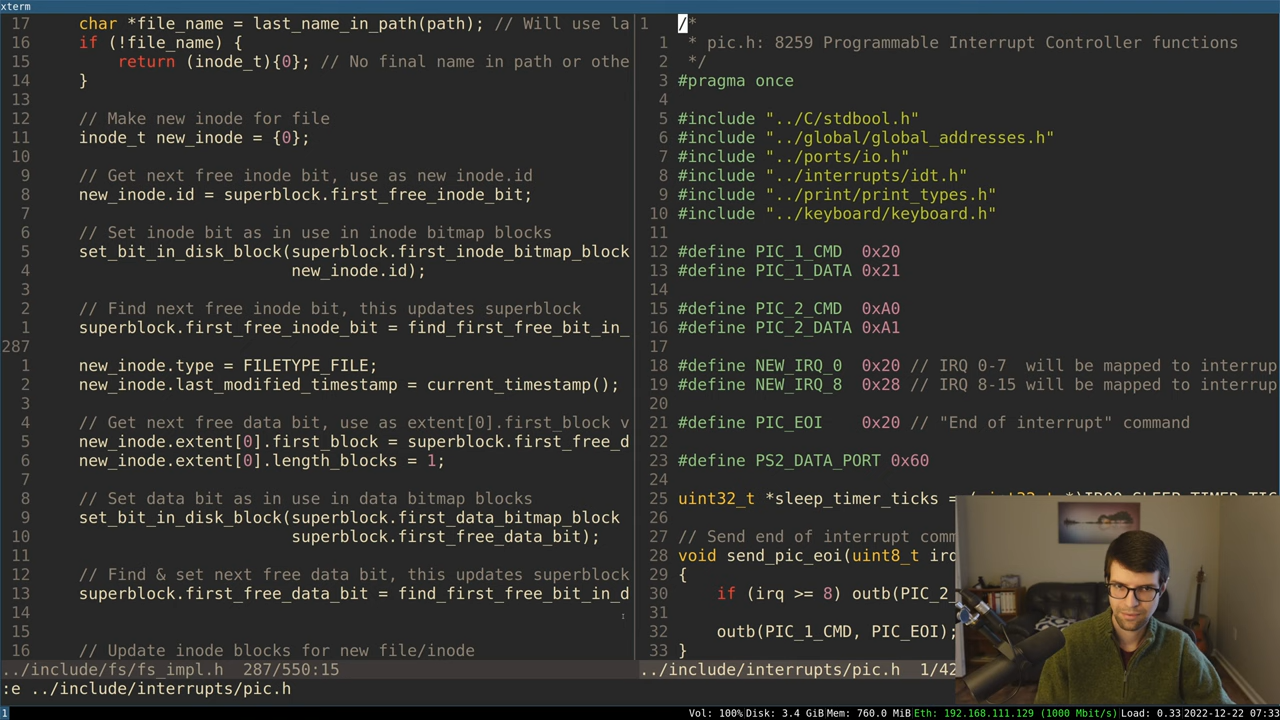 xterm
17 char *file_name = last_name_in_path(path); // Will use la
16 if (!file_name) {
15 return (inode_t){0}; // No final name in path or othe
14 }
13
12 // Make new inode for file
11 inode_t new_inode = {0};
10
9 // Get next free inode bit, use as new inode.id
8 new_inode.id = superblock.first_free_inode_bit;
7
6 // Set inode bit as in use in inode bitmap blocks
5 set_bit_in_disk_block(superblock.first_inode_bitmap_block
4 new_inode.id);
3
2 // Find next free inode bit, this updates superblock
1 superblock.first_free_inode_bit = find_first_free_bit_in_
287
1 new_inode.type = FILETYPE_FILE;
2 new_inode.last_modified_timestamp = current_timestamp();
3
4 // Get next free data bit, use as extent[0].first_block v
5 new_inode.extent[0].first_block = superblock.first_free_d
6 new_inode.extent[0].length_blocks = 1;
7
8 // Set data bit as in use in data bitmap blocks
9 set_bit_in_disk_block(superblock.first_data_bitmap_block
10 superblock.first_free_data_bit);
11
12 // Find & set next free data bit, this updates superblock
13 superblock.first_free_data_bit = find_first_free_bit_in_d
14
15
16 // Update inode blocks for new file/inode
../include/fs/fs_impl.h 287/550:15
1 /*
1 * pic.h: 8259 Programmable Interrupt Controller functions
2 */
3 #pragma once
4
5 #include "../C/stdbool.h"
6 #include "../global/global_addresses.h"
7 #include "../ports/io.h"
8 #include "../interrupts/idt.h"
9 #include "../print/print_types.h"
10 #include "../keyboard/keyboard.h"
11
12 #define PIC_1_CMD 0x20
13 #define PIC_1_DATA 0x21
14
15 #define PIC_2_CMD 0xA0
16 #define PIC_2_DATA 0xA1
17
18 #define NEW_IRQ_0 0x20 // IRQ 0-7 will be mapped to interrup
19 #define NEW_IRQ_8 0x28 // IRQ 8-15 will be mapped to interrup
20
21 #define PIC_EOI 0x20 // "End of interrupt" command
22
23 #define PS2_DATA_PORT 0x60
24
25 uint32_t *sleep_timer_ticks =
26
27 // Send end of interrupt comm
28 void send_pic_eoi(uint8_t irq
29 {
30 if (irq >= 8) outb(PIC_2_
31
32 outb(PIC_1_CMD, PIC_EOI);
33 }
../include/interrupts/pic.h 1/42
:e ../include/interrupts/pic.h
1 Vol: 100% Disk: 3.4 GiB Mem: 760.0 MiB Eth: 192.168.111.129 (1000 Mbit/s) Load: 0.33 2022-12-22 07:33